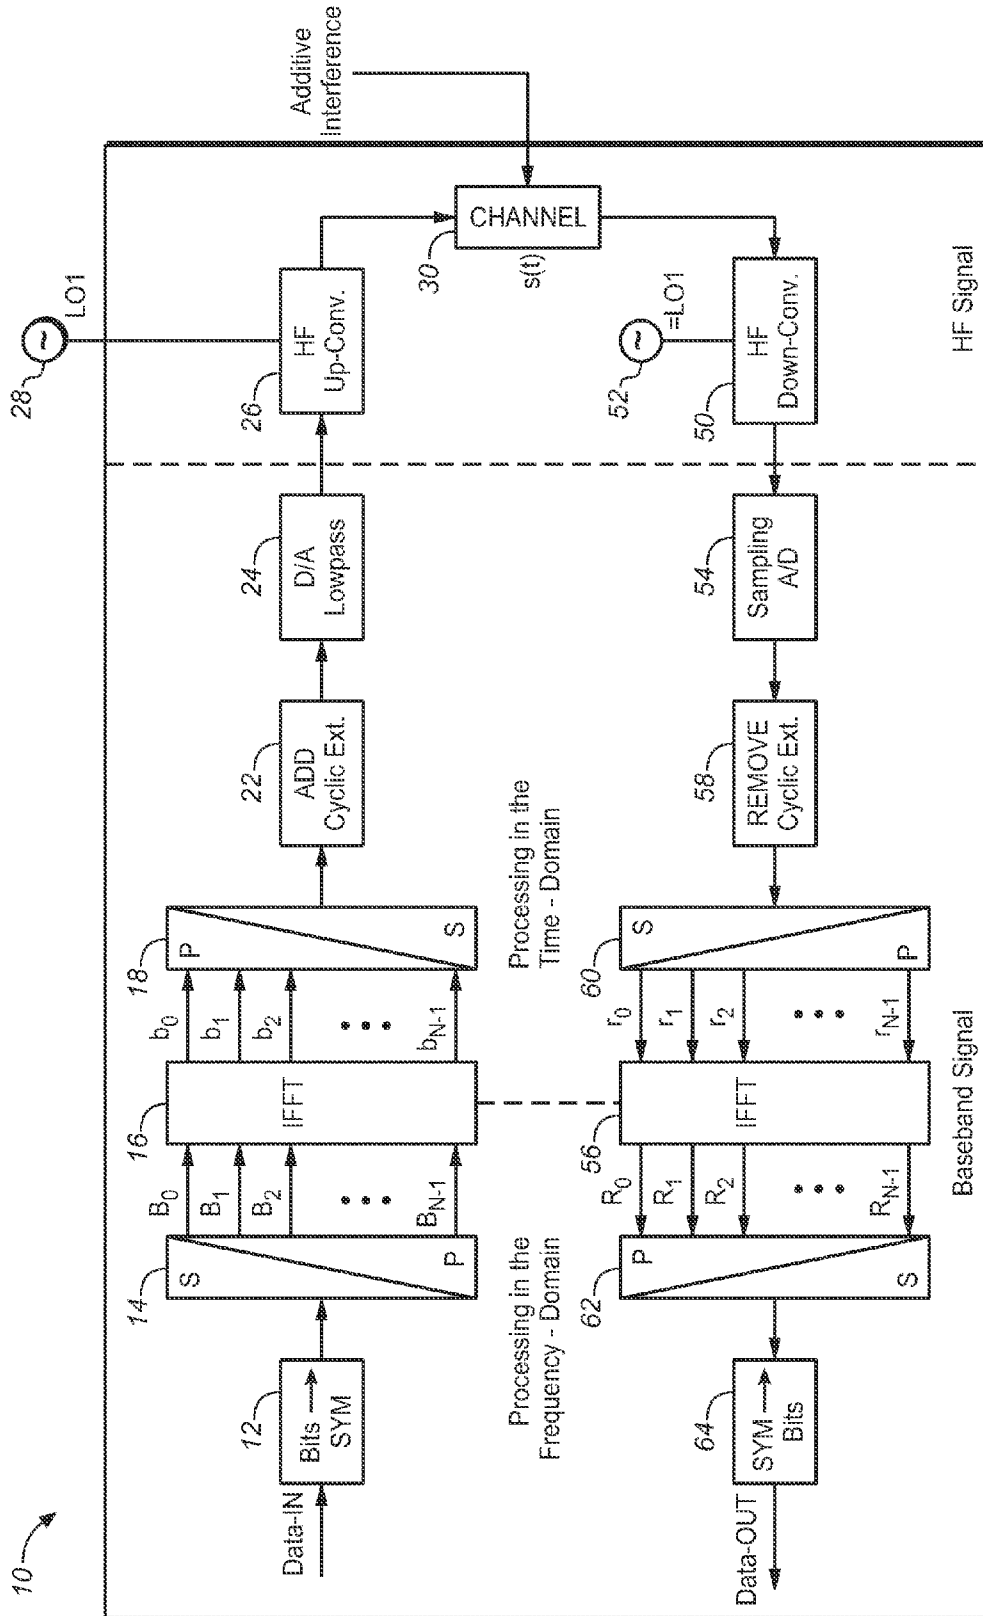 10
Data-IN
12
Bits →
SYM
14
S
P
B0
B1
B2
• • •
BN-1
16
IFFT
b0
b1
b2
• • •
bN-1
18
P
S
22
ADD
Cyclic Ext.
24
D/A
Lowpass
26
HF
Up-Conv.
28
~
LO1
30
CHANNEL
s(t)
Additive
Interference
Processing in the
Frequency - Domain
Processing in the
Time - Domain
Data-OUT
64
SYM →
Bits
62
P
S
R0
R1
R2
• • •
RN-1
56
IFFT
r0
r1
r2
• • •
rN-1
60
S
P
58
REMOVE
Cyclic Ext.
54
Sampling
A/D
50
HF
Down-Conv.
52
~
=LO1
Baseband Signal
HF Signal